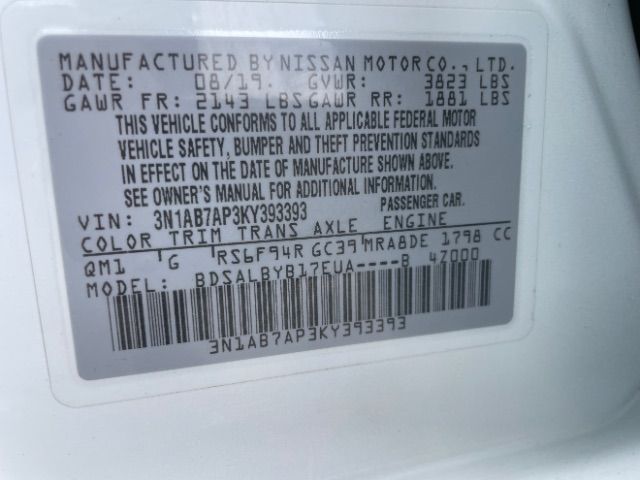 MANUFACTURED BY NISSAN MOTOR CO., LTD.
DATE: 08/19. GVWR: 3823 LBS
GAWR FR: 2143 LBS GAWR RR: 1881 LBS
THIS VEHICLE CONFORMS TO ALL APPLICABLE FEDERAL MOTOR
VEHICLE SAFETY, BUMPER AND THEFT PREVENTION STANDARDS
IN EFFECT ON THE DATE OF MANUFACTURE SHOWN ABOVE.
SEE OWNER'S MANUAL FOR ADDITIONAL INFORMATION.
VIN: 3N1AB7AP3KY393393 PASSENGER CAR.
COLOR TRIM TRANS AXLE ENGINE
QM1 'G 'RS6F94R GC39 MRA8DE 1798 CC
MODEL: BDSALBYB17EUA----B 4Z000
3N1AB7AP3KY393393